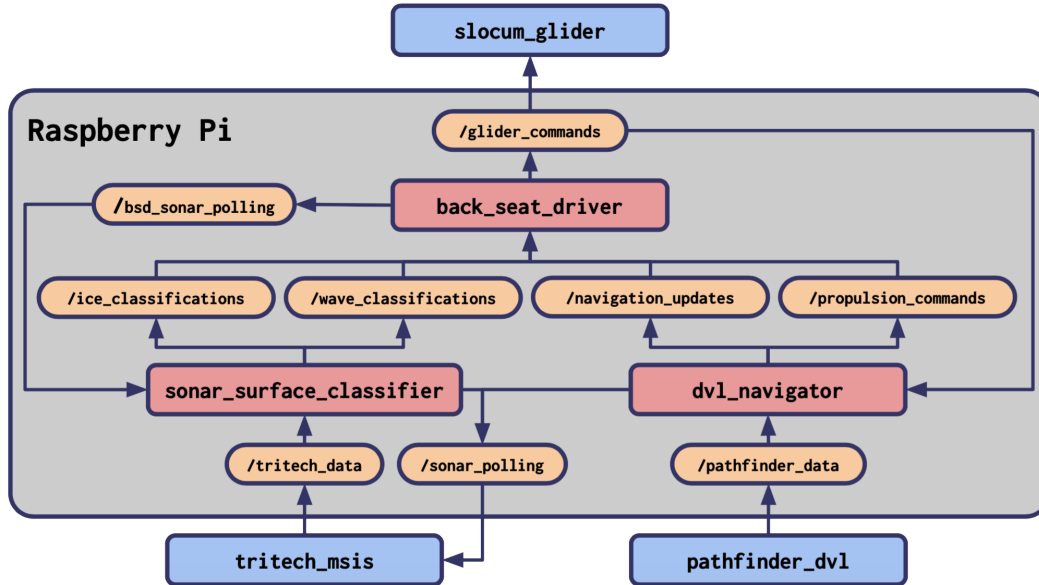 slocum_glider
Raspberry Pi
/glider_commands
/bsd_sonar_polling
back_seat_driver
/ice_classifications
/wave_classifications
/navigation_updates
/propulsion_commands
sonar_surface_classifier
dvl_navigator
/tritech_data
/sonar_polling
/pathfinder_data
tritech_msis
pathfinder_dvl